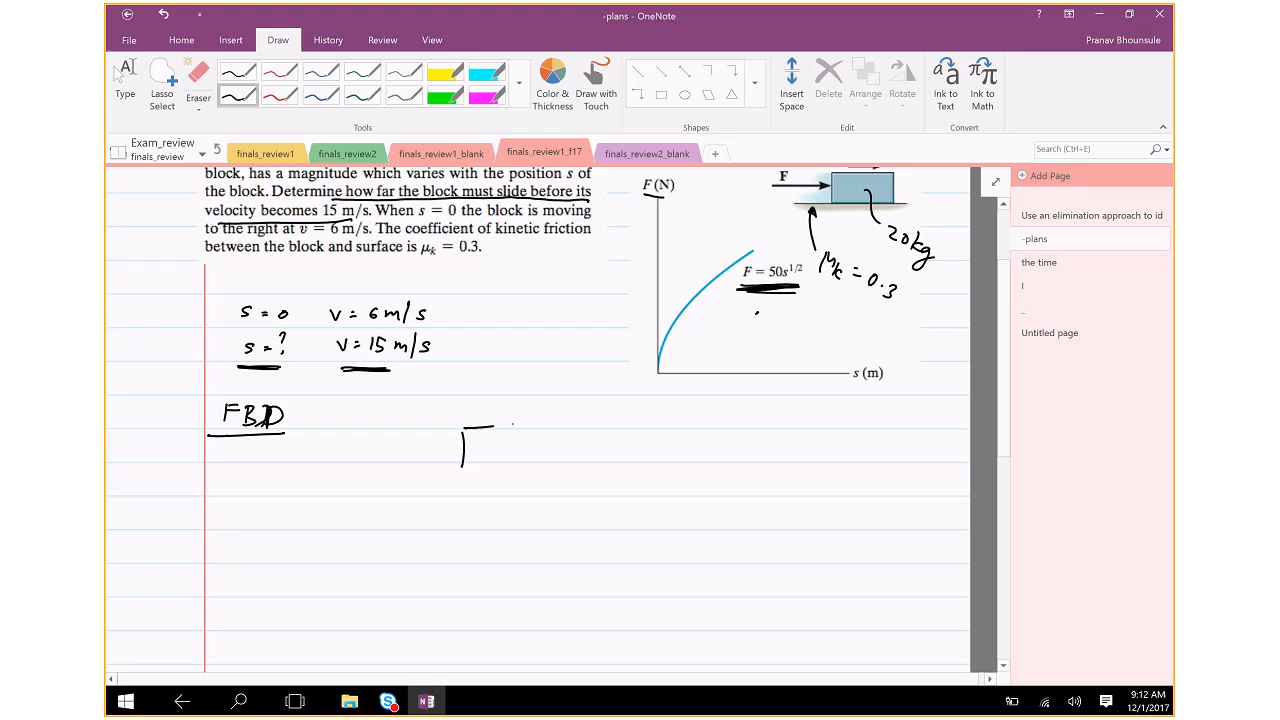 -plans - OneNote
?
File
Home
Insert
Draw
History
Review
View
Pranav Bhounsule
Type
Lasso Select
Eraser
Color & Thickness
Draw with Touch
Insert Space
Delete
Arrange
Rotate
Ink to Text
Ink to Math
Tools
Shapes
Edit
Convert
Exam_review
finals_review
finals_review1
finals_review2
finals_review1_blank
finals_review1_f17
finals_review2_blank
Search (Ctrl+E)
Add Page
Use an elimination approach to id
-plans
the time
I
_
Untitled page
block, has a magnitude which varies with the position s of
the block. Determine how far the block must slide before its
velocity becomes 15 m/s. When s = 0 the block is moving
to the right at v = 6 m/s. The coefficient of kinetic friction
between the block and surface is μk = 0.3.
F (N)
F
20kg
μk = 0.3
F = 50s^1/2
s (m)
s = 0 v = 6 m/s
s = ? v = 15 m/s
FBD
9:12 AM
12/1/2017